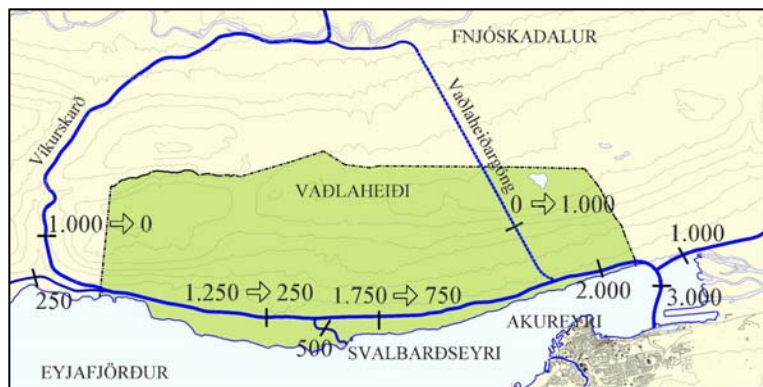 FNJÓSKADALUR
Víkurskarð
Vaðlaheiðargöng
VAÐLAHEIÐI
0 ⇨ 1.000
1.000 ⇨ 0
1.000
250
1.250 ⇨ 250
1.750 ⇨ 750
2.000
3.000
500
AKUREYRI
SVALBARÐSEYRI
EYJAFJÖRÐUR